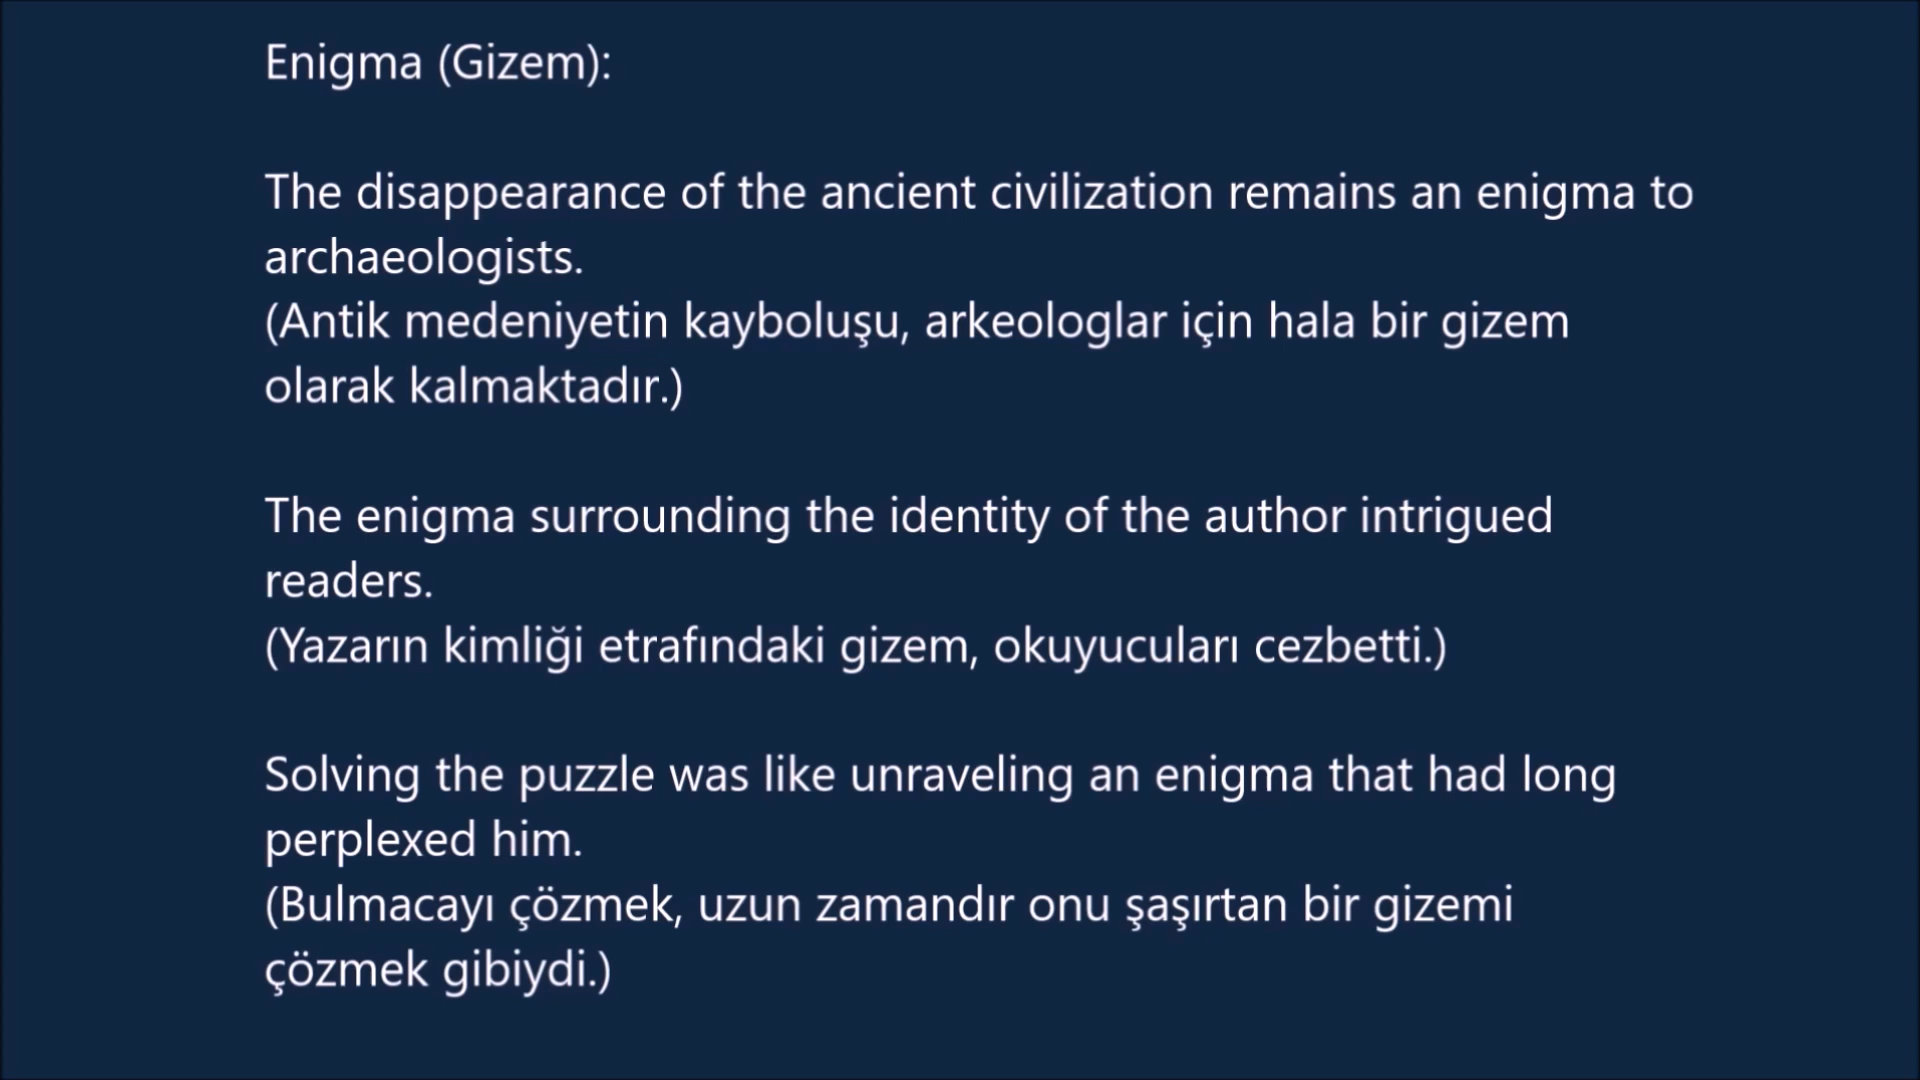 Enigma (Gizem):
The disappearance of the ancient civilization remains an enigma to
archaeologists.
(Antik medeniyetin kayboluşu, arkeologlar için hala bir gizem
olarak kalmaktadır.)
The enigma surrounding the identity of the author intrigued
readers.
(Yazarın kimliği etrafındaki gizem, okuyucuları cezbetti.)
Solving the puzzle was like unraveling an enigma that had long
perplexed him.
(Bulmacayı çözmek, uzun zamandır onu şaşırtan bir gizemi
çözmek gibiydi.)